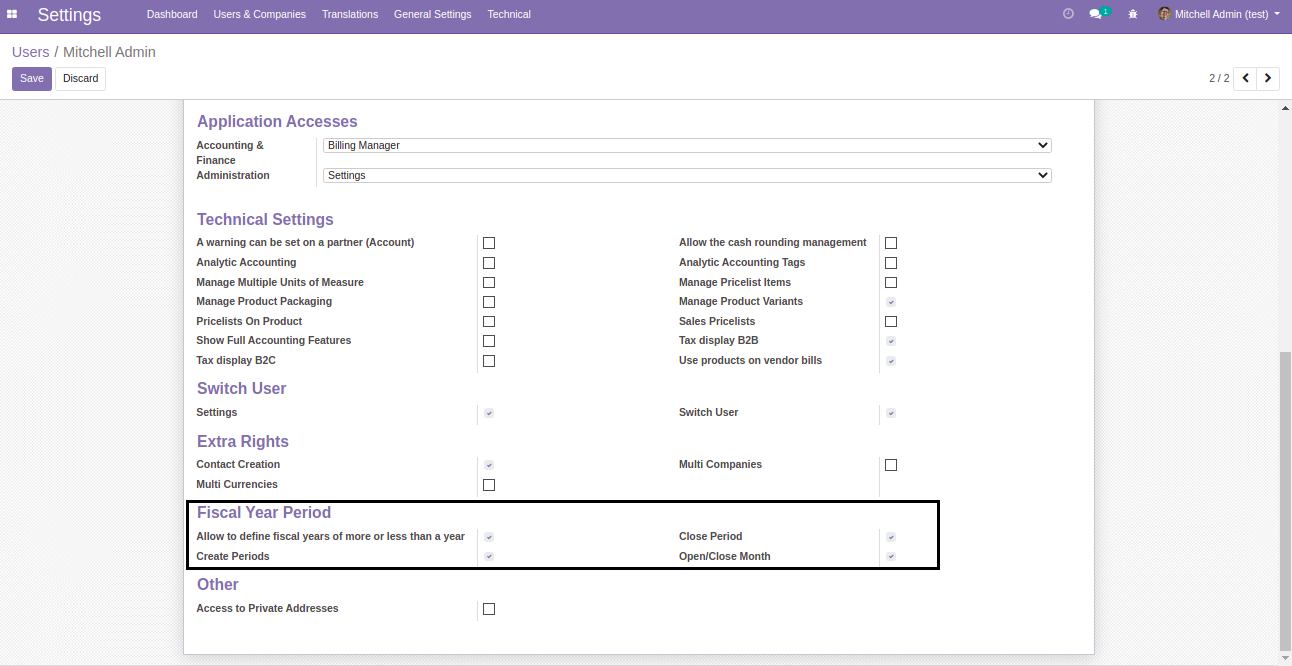 Settings Dashboard Users & Companies Translations General Settings Technical 1 Mitchell Admin (test)
Users / Mitchell Admin
Save Discard 2 / 2
Application Accesses
Accounting & Finance Billing Manager
Administration Settings
Technical Settings
A warning can be set on a partner (Account) Allow the cash rounding management
Analytic Accounting Analytic Accounting Tags
Manage Multiple Units of Measure Manage Pricelist Items
Manage Product Packaging Manage Product Variants
Pricelists On Product Sales Pricelists
Show Full Accounting Features Tax display B2B
Tax display B2C Use products on vendor bills
Switch User
Settings Switch User
Extra Rights
Contact Creation Multi Companies
Multi Currencies
Fiscal Year Period
Allow to define fiscal years of more or less than a year Close Period
Create Periods Open/Close Month
Other
Access to Private Addresses